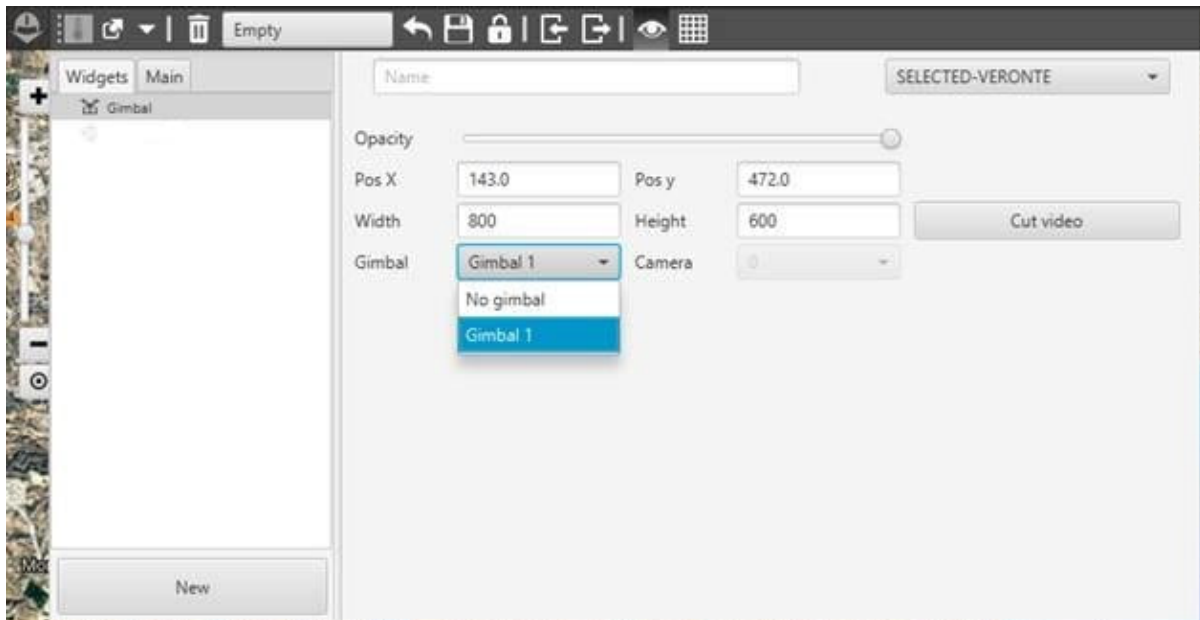 Empty
Widgets Main
Name
SELECTED-VERONTE
Gimbal
Opacity
Pos X 143.0 Pos y 472.0
Width 800 Height 600 Cut video
Gimbal Gimbal 1 Camera 0
No gimbal
Gimbal 1
New